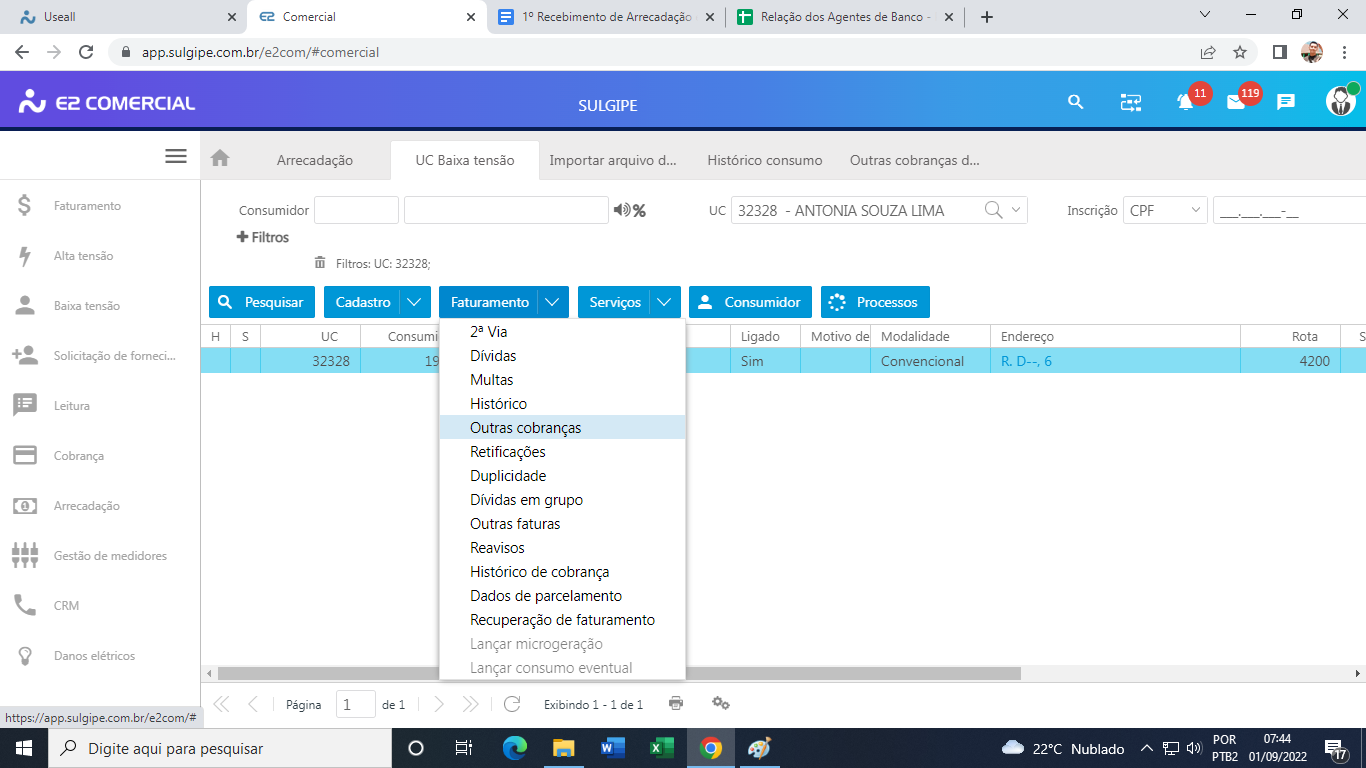 Useall
Comercial
1º Recebimento de Arrecadação
Relação dos Agentes de Banco -
app.sulgipe.com.br/e2com/#comercial
E2 COMERCIAL
SULGIPE
11
119
Arrecadação
UC Baixa tensão
Importar arquivo d...
Histórico consumo
Outras cobranças d...
Faturamento
Alta tensão
Baixa tensão
Solicitação de forneci...
Leitura
Cobrança
Arrecadação
Gestão de medidores
CRM
Danos elétricos
Consumidor
UC 32328 - ANTONIA SOUZA LIMA
Inscrição CPF ___.___.___-__
+ Filtros
Filtros: UC: 32328;
Pesquisar
Cadastro
Faturamento
Serviços
Consumidor
Processos
H S UC Consumi Ligado Motivo de Modalidade Endereço Rota S
32328 19 Sim Convencional R. D--, 6 4200
2ª Via
Dívidas
Multas
Histórico
Outras cobranças
Retificações
Duplicidade
Dívidas em grupo
Outras faturas
Reavisos
Histórico de cobrança
Dados de parcelamento
Recuperação de faturamento
Lançar microgeração
Lançar consumo eventual
Página 1 de 1
Exibindo 1 - 1 de 1
https://app.sulgipe.com.br/e2com/#
Digite aqui para pesquisar
22°C Nublado
POR
PTB2
07:44
01/09/2022
17